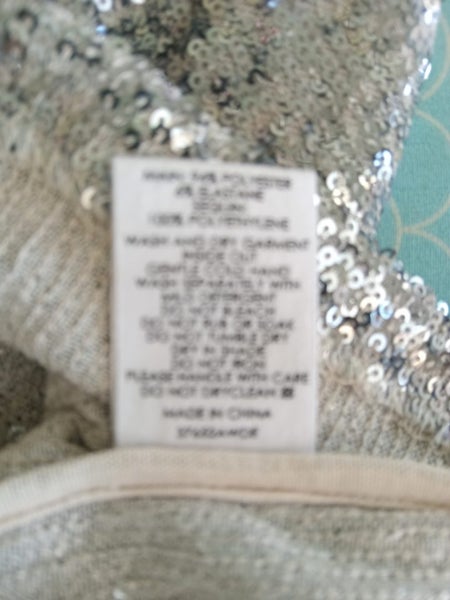 MAIN: POLYESTER
ELASTANE
SEQUIN:
100% POLYETHYLENE
WASH AND DRY GARMENT
INSIDE OUT
GENTLE COLD HAND
WASH SEPARATELY WITH
MILD DETERGENT
DO NOT BLEACH
DO NOT RUB OR SOAK
DO NOT TUMBLE DRY
DRY IN SHADE
DO NOT IRON
PLEASE HANDLE WITH CARE
DO NOT DRYCLEAN
MADE IN CHINA